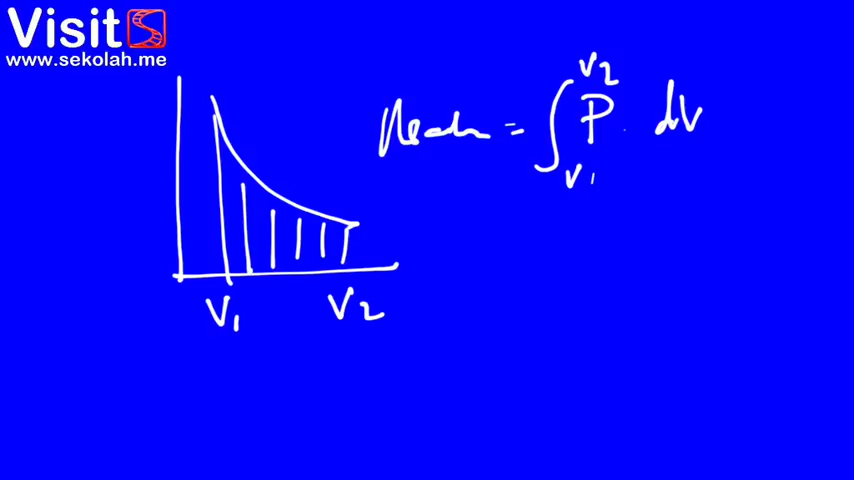 Visit S
www.sekolah.me
= ∫ V₁ V₂ P dV
V₁ V₂